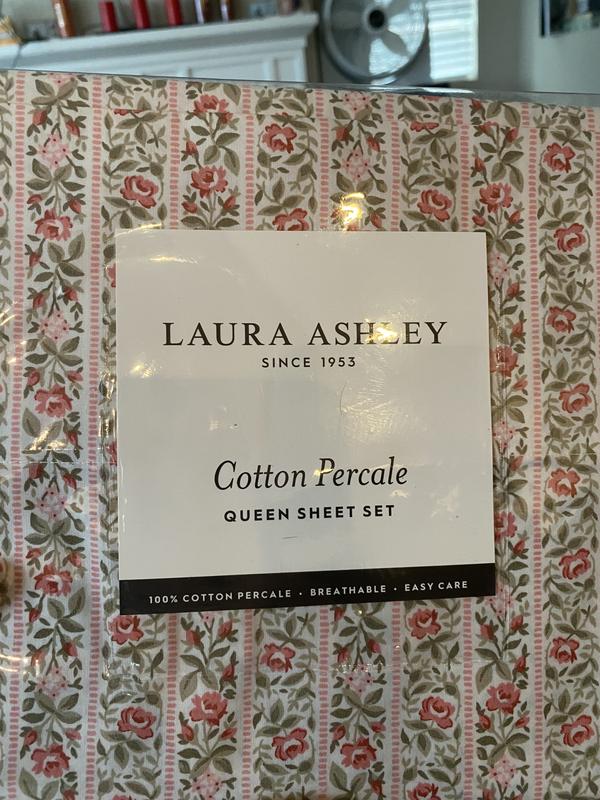 LAURA ASHLEY
SINCE 1953
Cotton Percale
QUEEN SHEET SET
100% COTTON PERCALE • BREATHABLE • EASY CARE